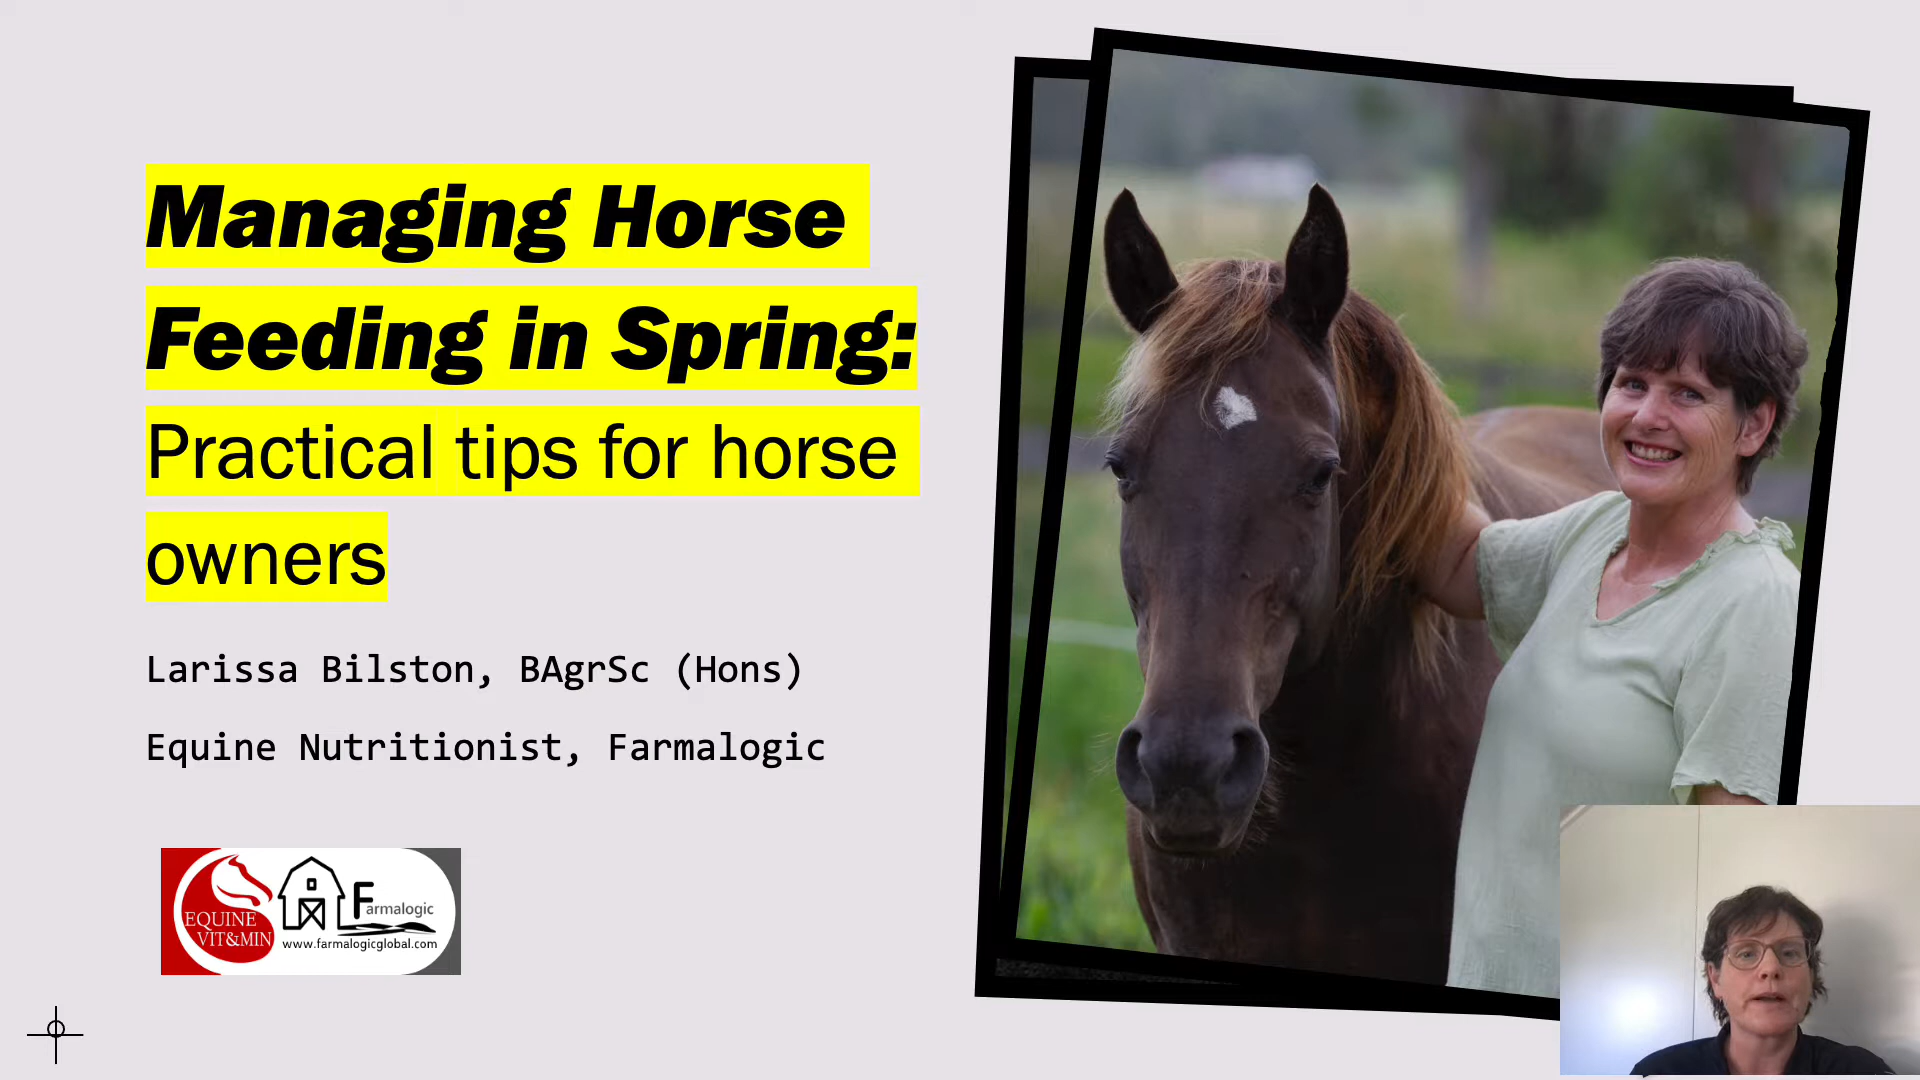 Managing Horse
Feeding in Spring:
Practical tips for horse
owners
Larissa Bilston, BAgrSc (Hons)
Equine Nutritionist, Farmalogic
EQUINE
VIT&MIN
Farmalogic
www.farmalogicglobal.com